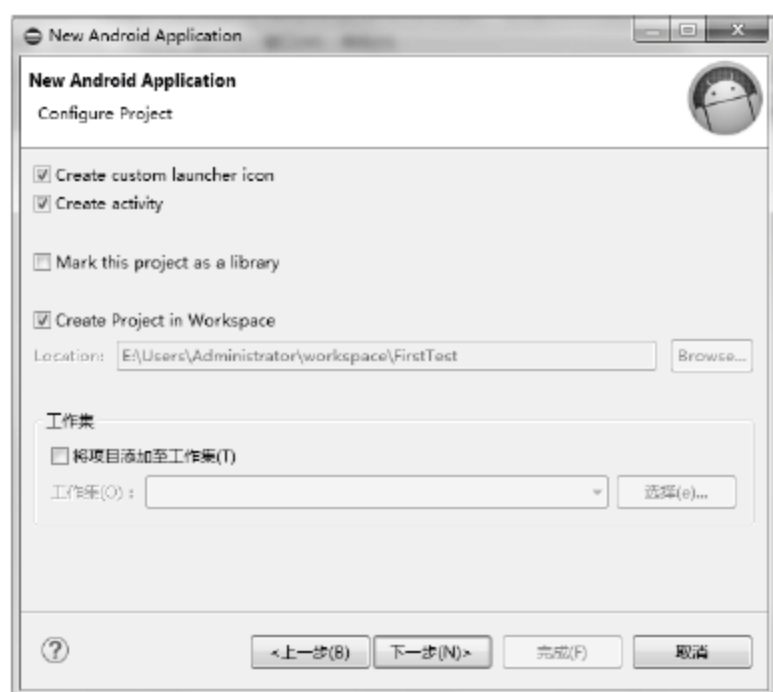 New Android Application
New Android Application
Configure Project
Create custom launcher icon
Create activity
Mark this project as a library
Create Project in Workspace
Location: E:\Users\Administrator\workspace\FirstTest Browse...
工作集
将项目添加至工作集(T)
工作集(O)： 选择(e)...
? <上一步(B) 下一步(N)> 完成(F) 取消